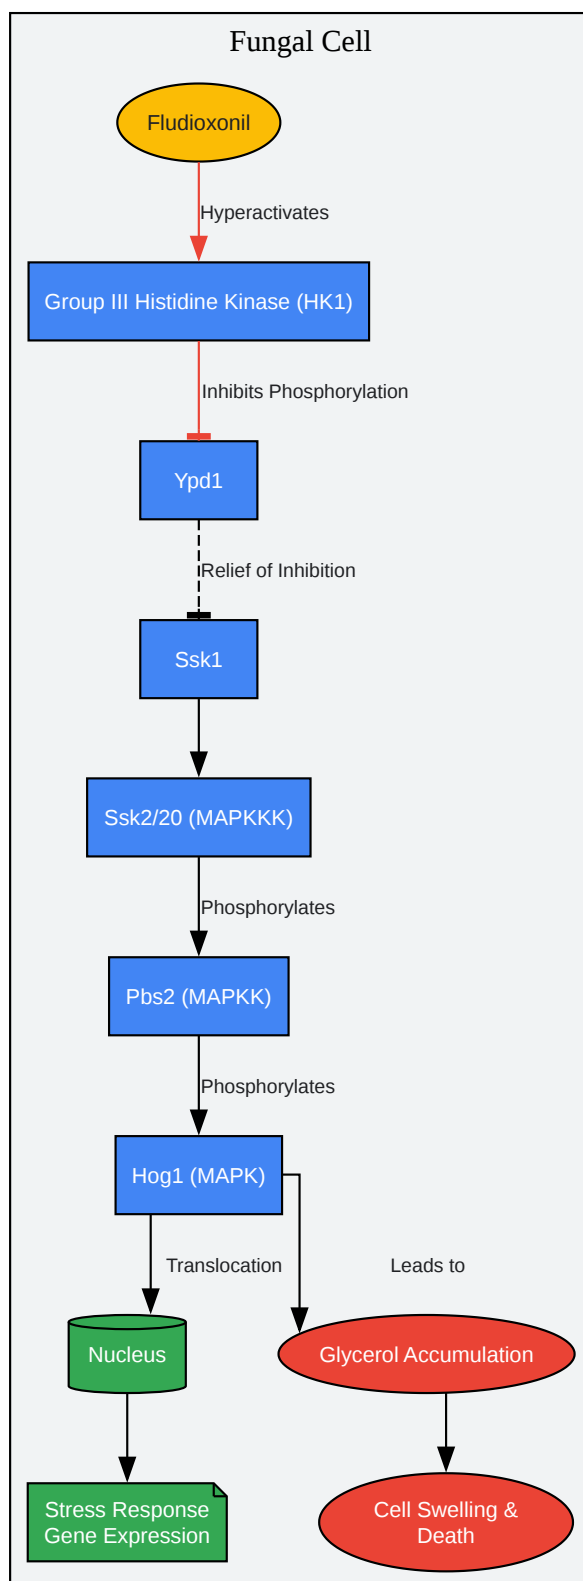 Fungal Cell
Fludioxonil
Hyperactivates
Group III Histidine Kinase (HK1)
Inhibits Phosphorylation
Ypd1
Relief of Inhibition
Ssk1
Ssk2/20 (MAPKKK)
Phosphorylates
Pbs2 (MAPKK)
Phosphorylates
Hog1 (MAPK)
Translocation
Leads to
Nucleus
Glycerol Accumulation
Stress Response
Gene Expression
Cell Swelling &
Death